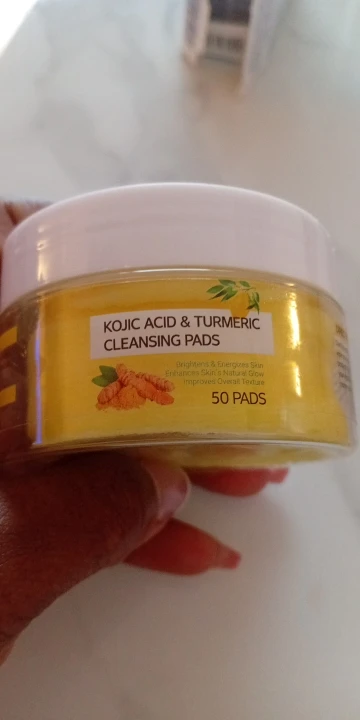 KOJIC ACID & TURMERIC
CLEANSING PADS
Brightens & Energizes Skin
Enhances Skin's Natural Glow
Improves Overall Texture
50 PADS